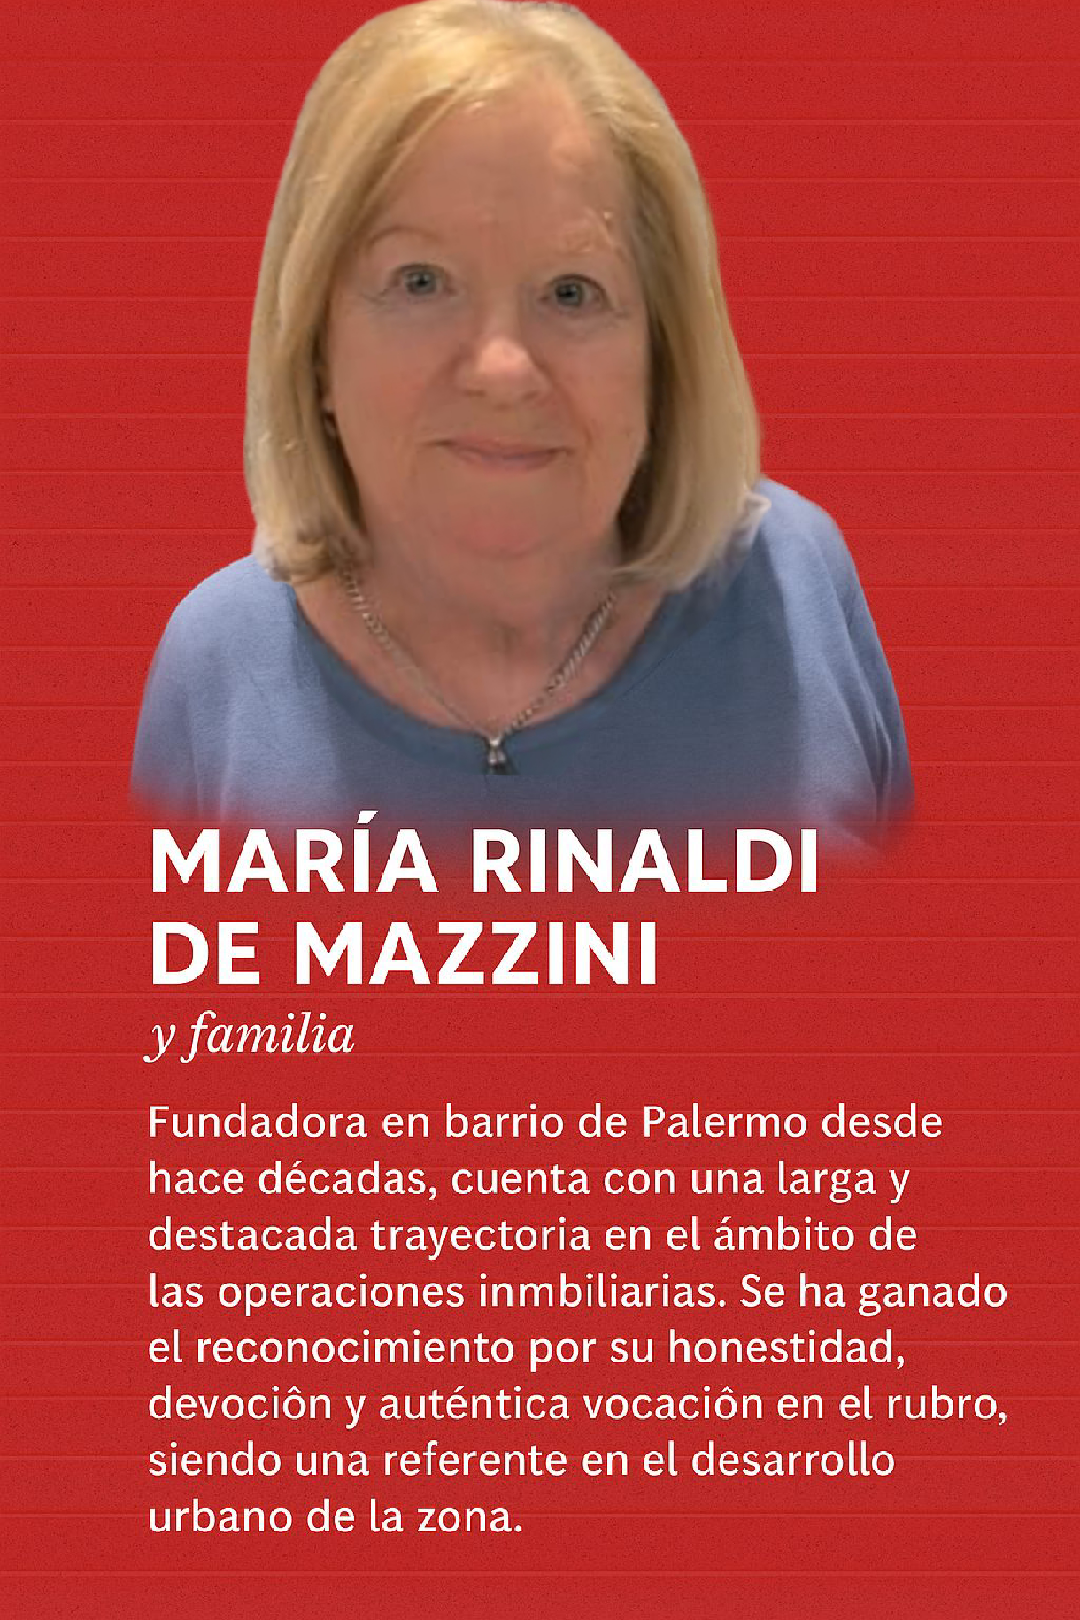 MARÍA RINALDI
DE MAZZINI
y familia
Fundadora en barrio de Palermo desde
hace décadas, cuenta con una larga y
destacada trayectoria en el ámbito de
las operaciones inmbiliarias. Se ha ganado
el reconocimiento por su honestidad,
devociôn y auténtica vocaciôn en el rubro,
siendo una referente en el desarrollo
urbano de la zona.